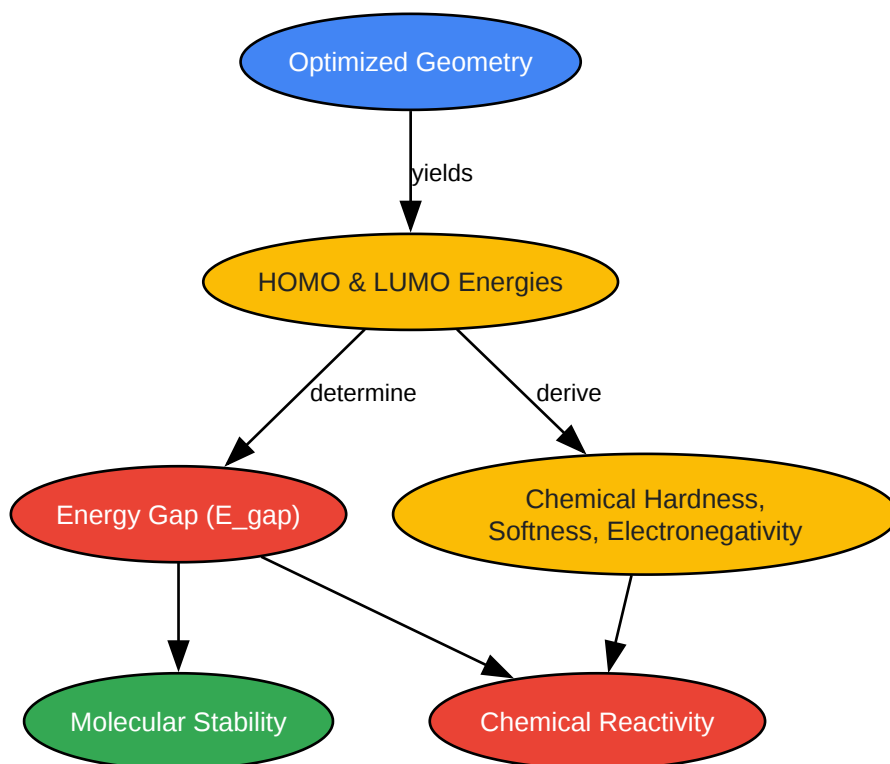 Optimized Geometry
yields
HOMO & LUMO Energies
determine
derive
Energy Gap (E_gap)
Chemical Hardness,
Softness, Electronegativity
Molecular Stability
Chemical Reactivity